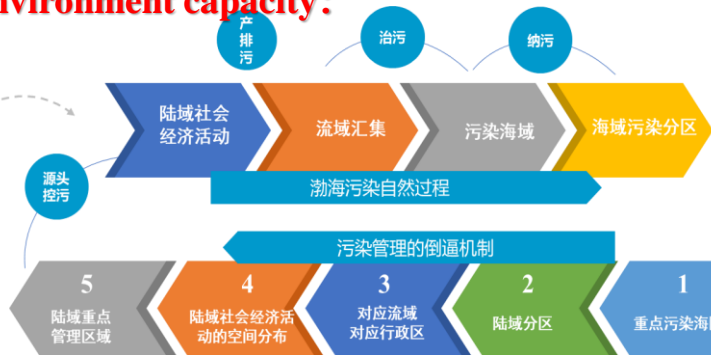 nvironment capacity:
产
排
污
治污
纳污
陆域社会
经济活动
流域汇集
污染海域
海域污染分区
源头
控污
渤海污染自然过程
污染管理的倒逼机制
5
陆域重点
管理区域
4
陆域社会经济活
动的空间分布
3
对应流域
对应行政区
2
陆域分区
1
重点污染海